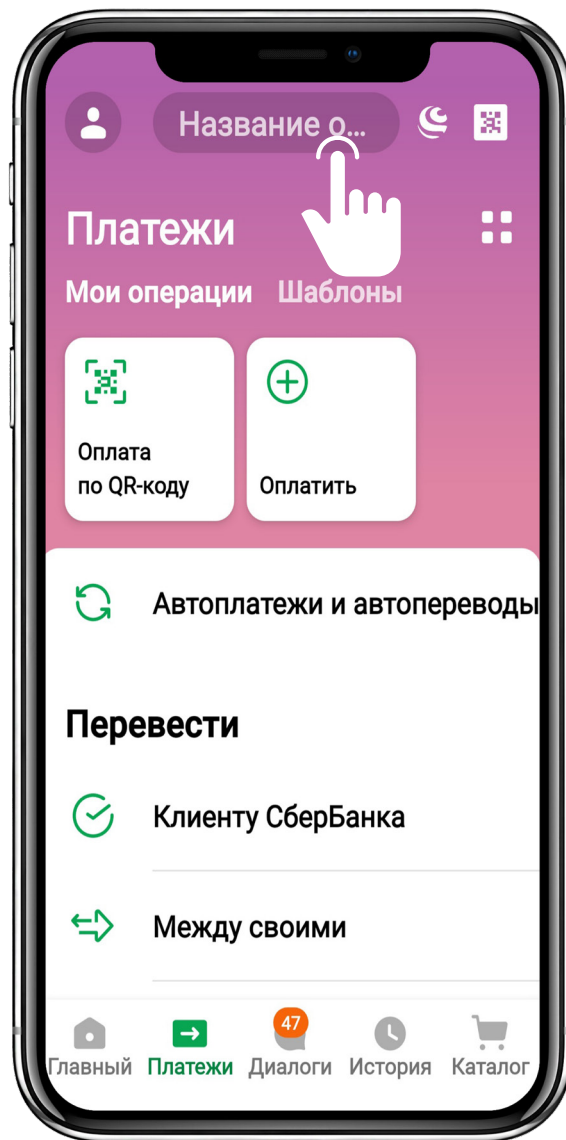 Название о...
Платежи
Мои операции Шаблоны
Оплата
по QR-коду
Оплатить
Автоплатежи и автопереводы
Перевести
Клиенту СберБанка
Между своими
47
Главный Платежи Диалоги История Каталог